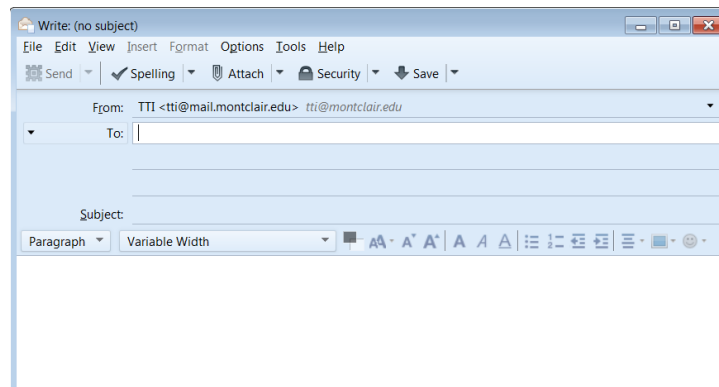 Write: (no subject)
File Edit View Insert Format Options Tools Help
Send Spelling Attach Security Save
From: TTI <tti@mail.montclair.edu> tti@montclair.edu
To:
Subject:
Paragraph Variable Width